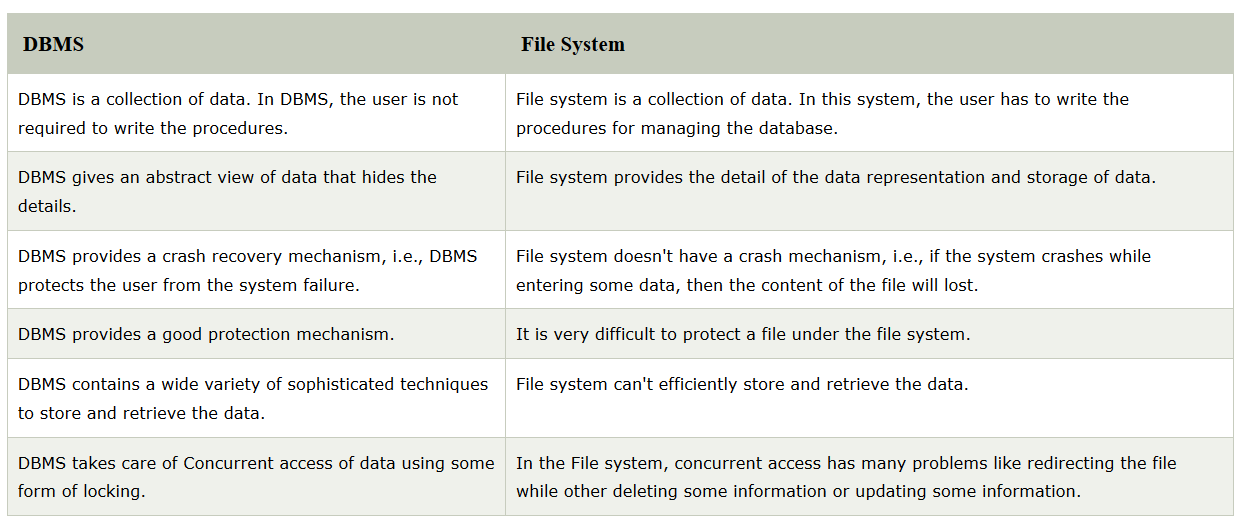 DBMS File System
DBMS is a collection of data. In DBMS, the user is not
required to write the procedures.
File system is a collection of data. In this system, the user has to write the
procedures for managing the database.
DBMS gives an abstract view of data that hides the
details.
File system provides the detail of the data representation and storage of data.
DBMS provides a crash recovery mechanism, i.e., DBMS
protects the user from the system failure.
File system doesn't have a crash mechanism, i.e., if the system crashes while
entering some data, then the content of the file will lost.
DBMS provides a good protection mechanism.
It is very difficult to protect a file under the file system.
DBMS contains a wide variety of sophisticated techniques
to store and retrieve the data.
File system can't efficiently store and retrieve the data.
DBMS takes care of Concurrent access of data using some
form of locking.
In the File system, concurrent access has many problems like redirecting the file
while other deleting some information or updating some information.